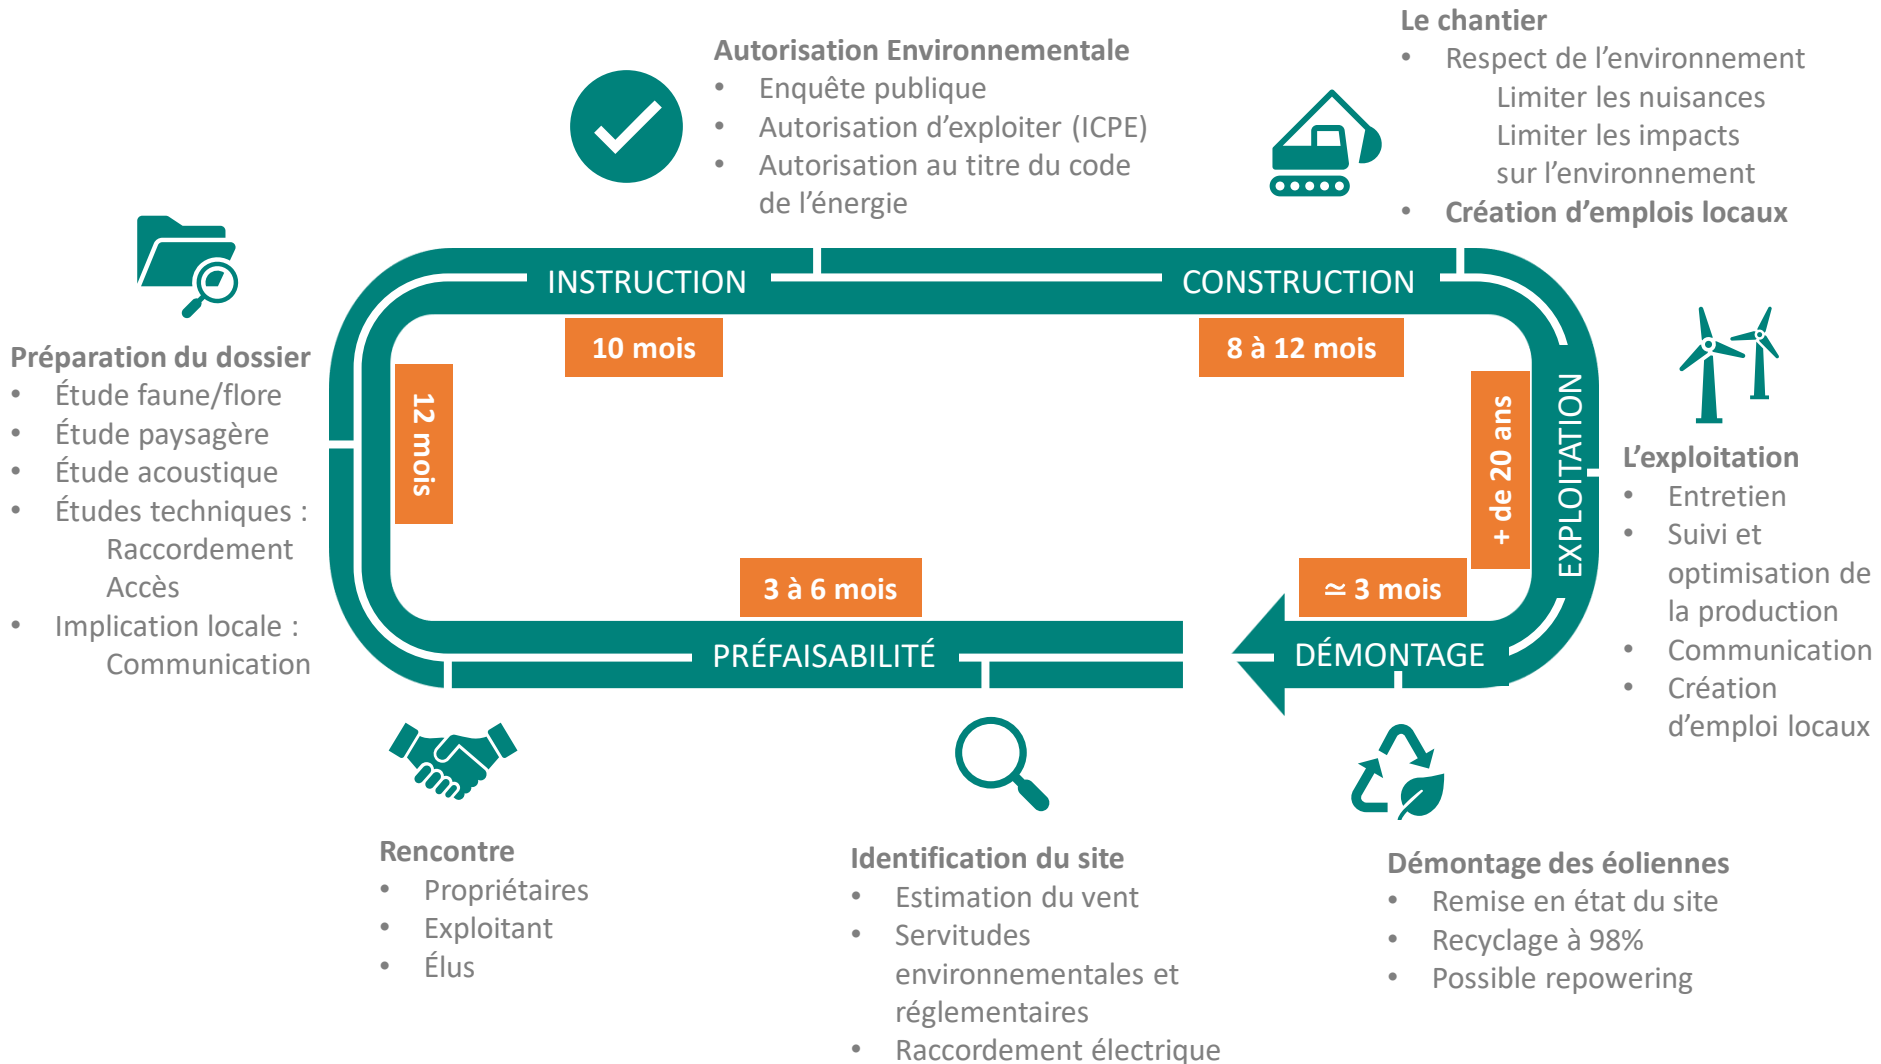 Le chantier
• Respect de l’environnement
Limiter les nuisances
Limiter les impacts
sur l’environnement
• Création d’emplois locaux
Autorisation Environnementale
• Enquête publique
• Autorisation d’exploiter (ICPE)
• Autorisation au titre du code
de l’énergie
INSTRUCTION
CONSTRUCTION
10 mois
8 à 12 mois
Préparation du dossier
• Étude faune/flore
• Étude paysagère
• Étude acoustique
• Études techniques :
Raccordement
Accès
• Implication locale :
Communication
12 mois
+ de 20 ans
EXPLOITATION
L’exploitation
• Entretien
• Suivi et
optimisation de
la production
• Communication
• Création
d’emploi locaux
3 à 6 mois
≃ 3 mois
PRÉFAISABILITÉ
DÉMONTAGE
Rencontre
• Propriétaires
• Exploitant
• Élus
Identification du site
• Estimation du vent
• Servitudes
environnementales et
réglementaires
• Raccordement électrique
Démontage des éoliennes
• Remise en état du site
• Recyclage à 98%
• Possible repowering